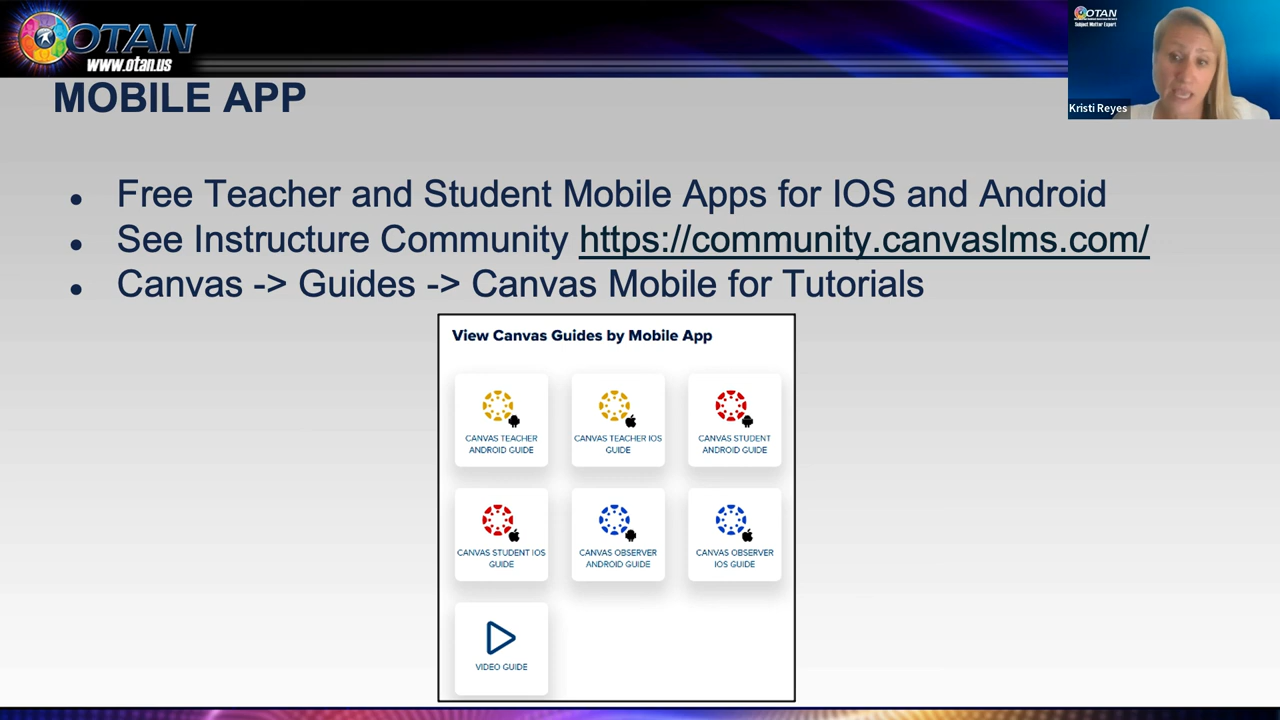 OTAN
www.otan.us
OTAN
Subject Matter Expert
Kristi Reyes
MOBILE APP
Free Teacher and Student Mobile Apps for IOS and Android
See Instructure Community https://community.canvaslms.com/
Canvas -> Guides -> Canvas Mobile for Tutorials
View Canvas Guides by Mobile App
CANVAS TEACHER
ANDROID GUIDE
CANVAS TEACHER IOS
GUIDE
CANVAS STUDENT
ANDROID GUIDE
CANVAS STUDENT IOS
GUIDE
CANVAS OBSERVER
ANDROID GUIDE
CANVAS OBSERVER
IOS GUIDE
VIDEO GUIDE